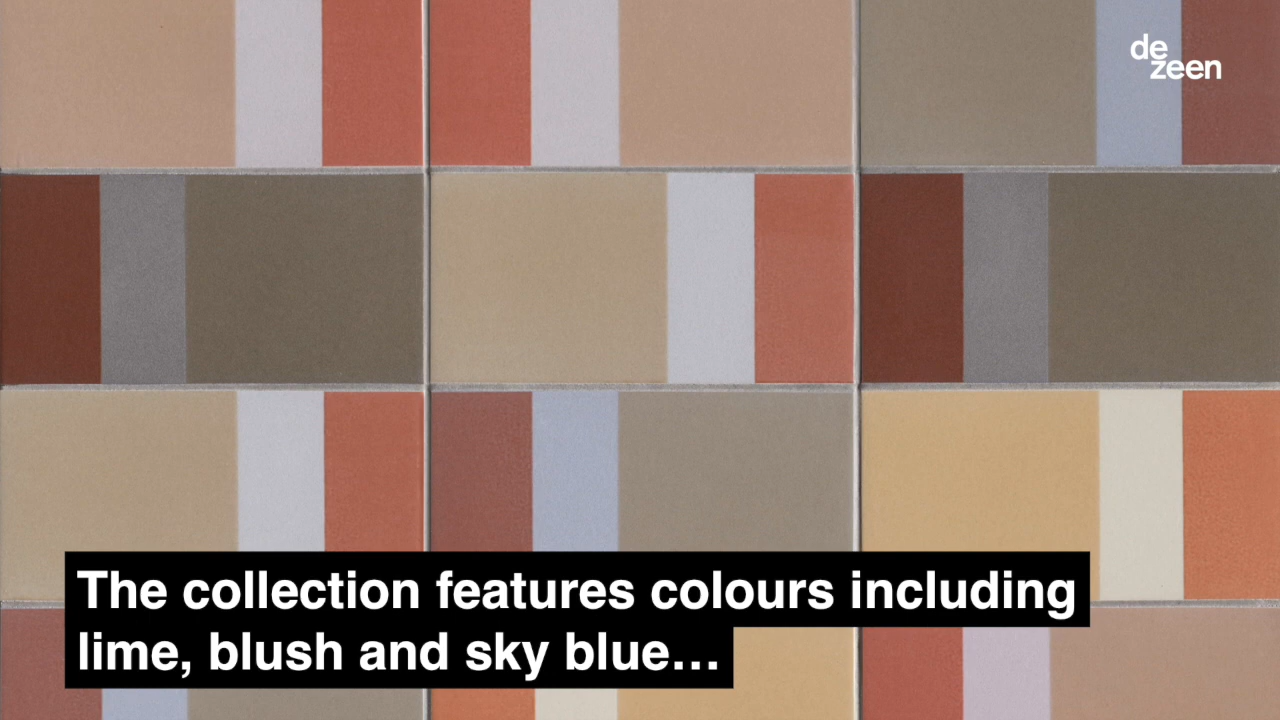 de
zeen
The collection features colours including
lime, blush and sky blue...